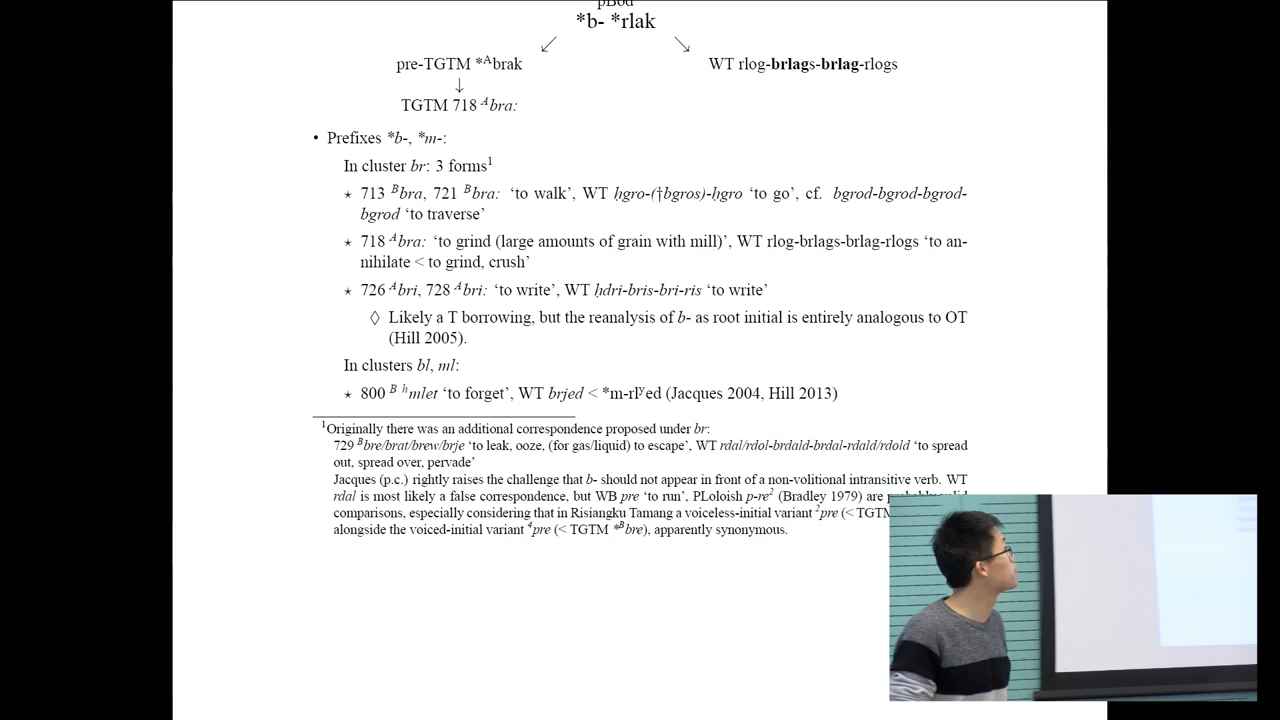 pBod
*b- *rlak
↙ ↘
pre-TGTM *ᴬbrak WT rlog-brlags-brlag-rlogs
↓
TGTM 718 ᴬbra:
• Prefixes *b-, *m-:
In cluster br: 3 forms¹
⋆ 713 ᴮbra, 721 ᴮbra: ‘to walk’, WT ḥgro-(†bgros)-ḥgro ‘to go’, cf. bgrod-bgrod-bgrod-
bgrod ‘to traverse’
⋆ 718 ᴬbra: ‘to grind (large amounts of grain with mill)’, WT rlog-brlags-brlag-rlogs ‘to an-
nihilate < to grind, crush’
⋆ 726 ᴬbri, 728 ᴬbri: ‘to write’, WT ḥdri-bris-bri-ris ‘to write’
◊ Likely a T borrowing, but the reanalysis of b- as root initial is entirely analogous to OT
(Hill 2005).
In clusters bl, ml:
⋆ 800 ᴮ ʰmlet ‘to forget’, WT brjed < *m-rlʸed (Jacques 2004, Hill 2013)
¹Originally there was an additional correspondence proposed under br:
729 ᴮbre/brat/brew/brje ‘to leak, ooze, (for gas/liquid) to escape’, WT rdal/rdol-brdald-brdal-rdald/rdold ‘to spread
out, spread over, pervade’
Jacques (p.c.) rightly raises the challenge that b- should not appear in front of a non-volitional intransitive verb. WT
rdal is most likely a false correspondence, but WB pre ‘to run’, PLoloish p-re² (Bradley 1979) are
comparisons, especially considering that in Risiangku Tamang a voiceless-initial variant ²pre (< TGTM
alongside the voiced-initial variant ⁴pre (< TGTM *ᴮbre), apparently synonymous.